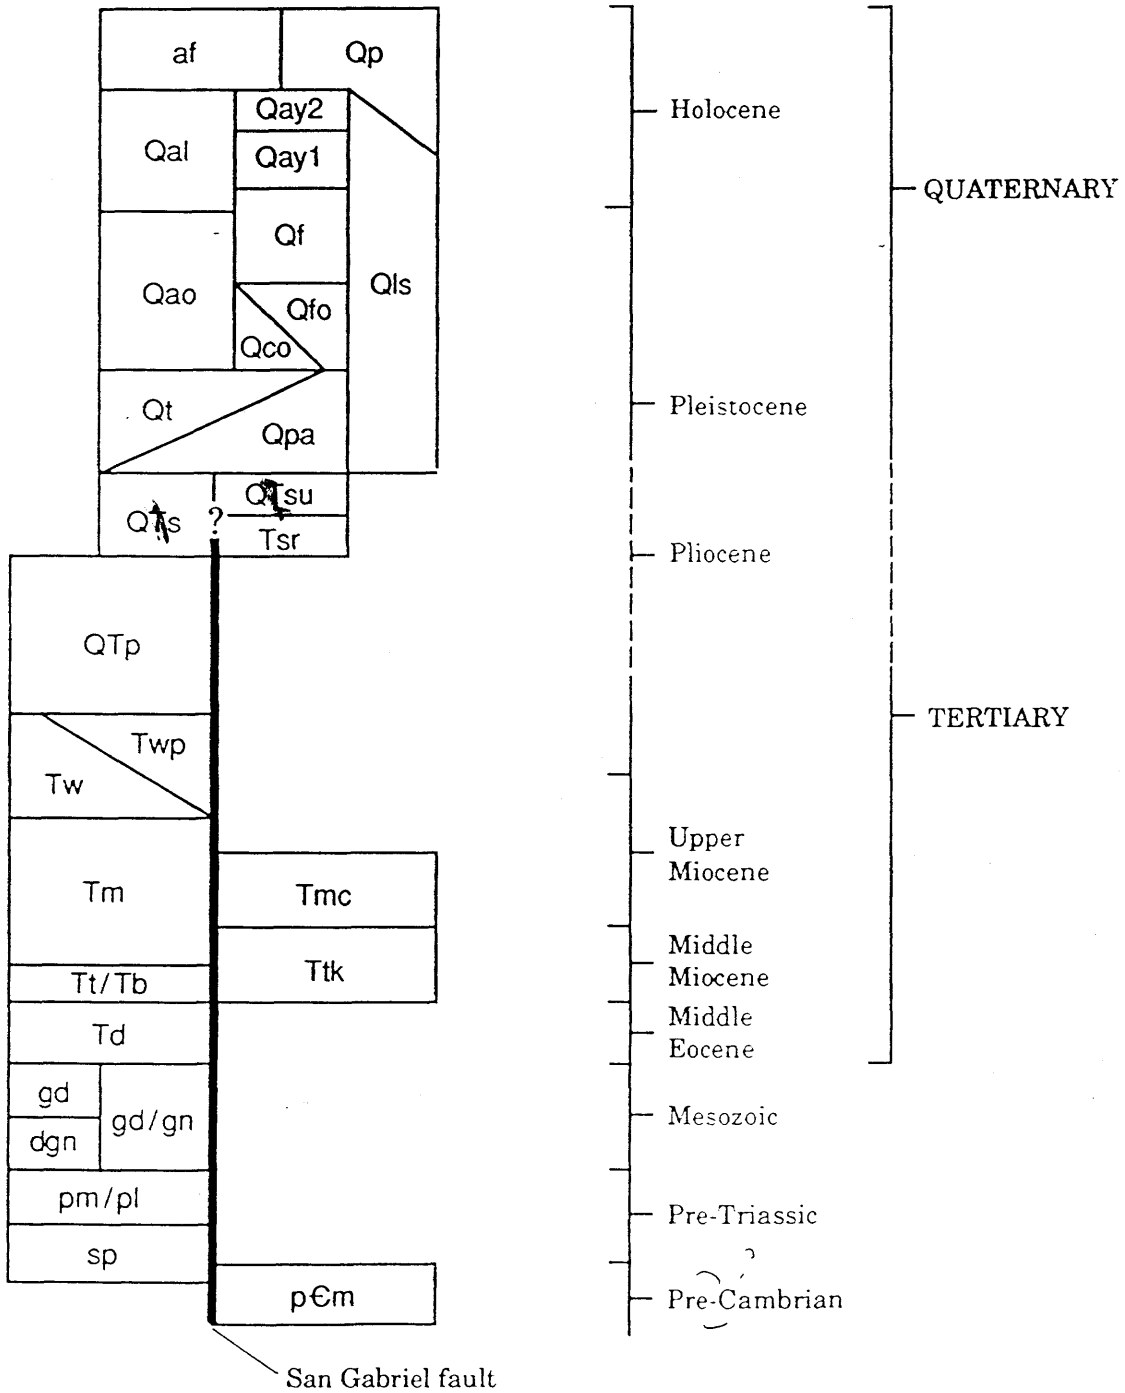 af
Qp
Qay2
Holocene
Qal
Qay1
QUATERNARY
Qf
Qls
Qao
Qfo
Qco
Qt
Pleistocene
Qpa
QTsu
QTs
?
Tsr
Pliocene
QTp
TERTIARY
Twp
Tw
Upper
Miocene
Tm
Tmc
Middle
Miocene
Ttk
Tt/Tb
Middle
Eocene
Td
gd
gd/gn
Mesozoic
dgn
pm/pl
Pre-Triassic
sp
?
p€m
Pre-Cambrian
San Gabriel fault